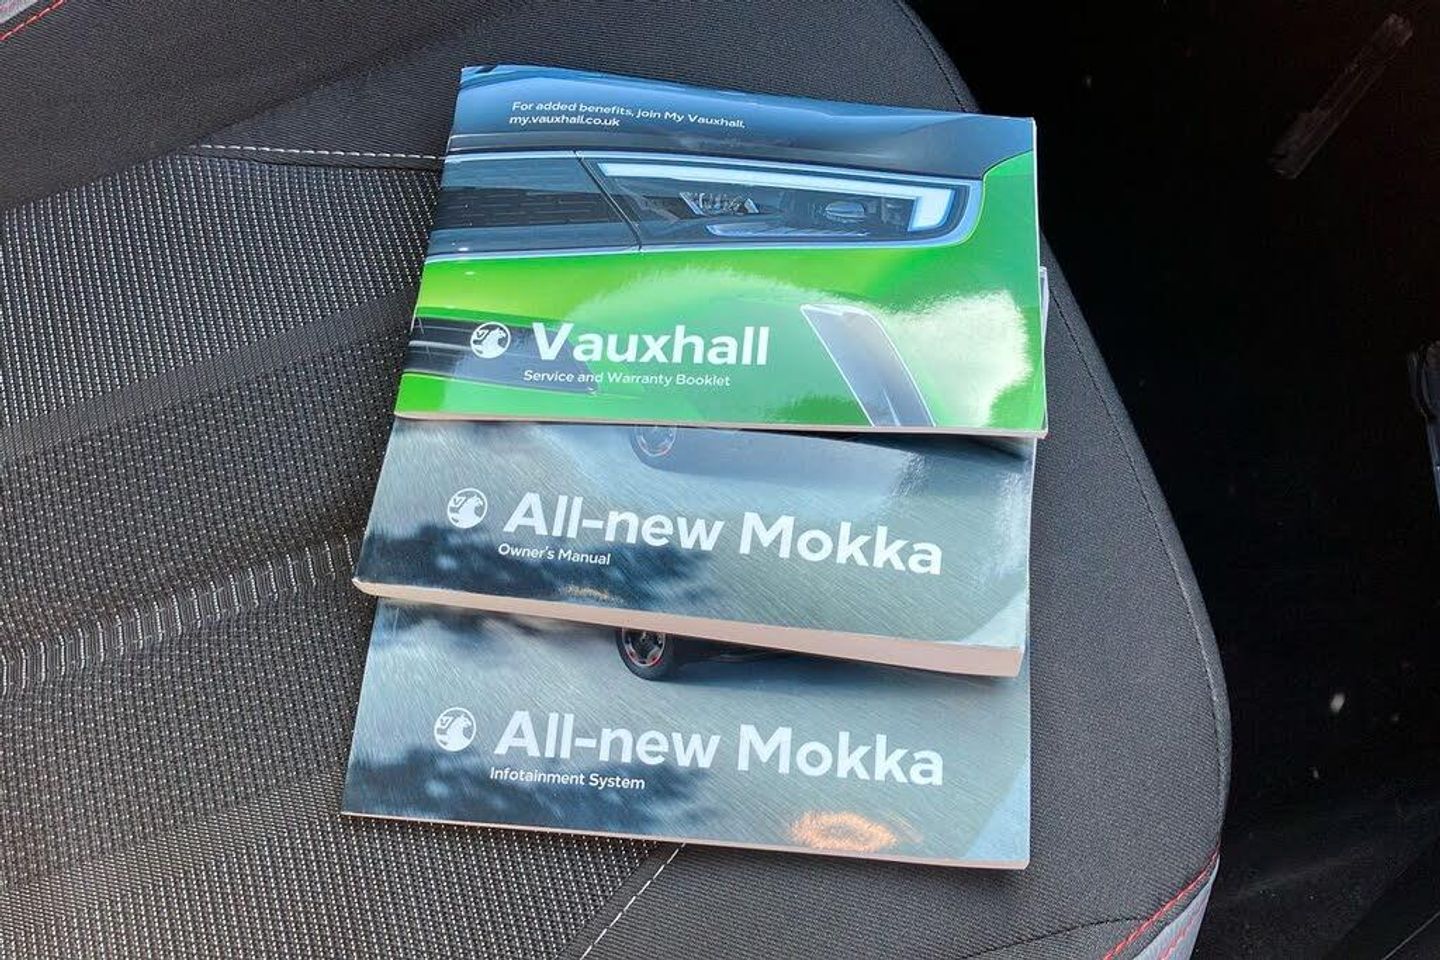 For added benefits, join My Vauxhall.
my.vauxhall.co.uk
Vauxhall
Service and Warranty Booklet
All-new Mokka
Owner's Manual
All-new Mokka
Infotainment System